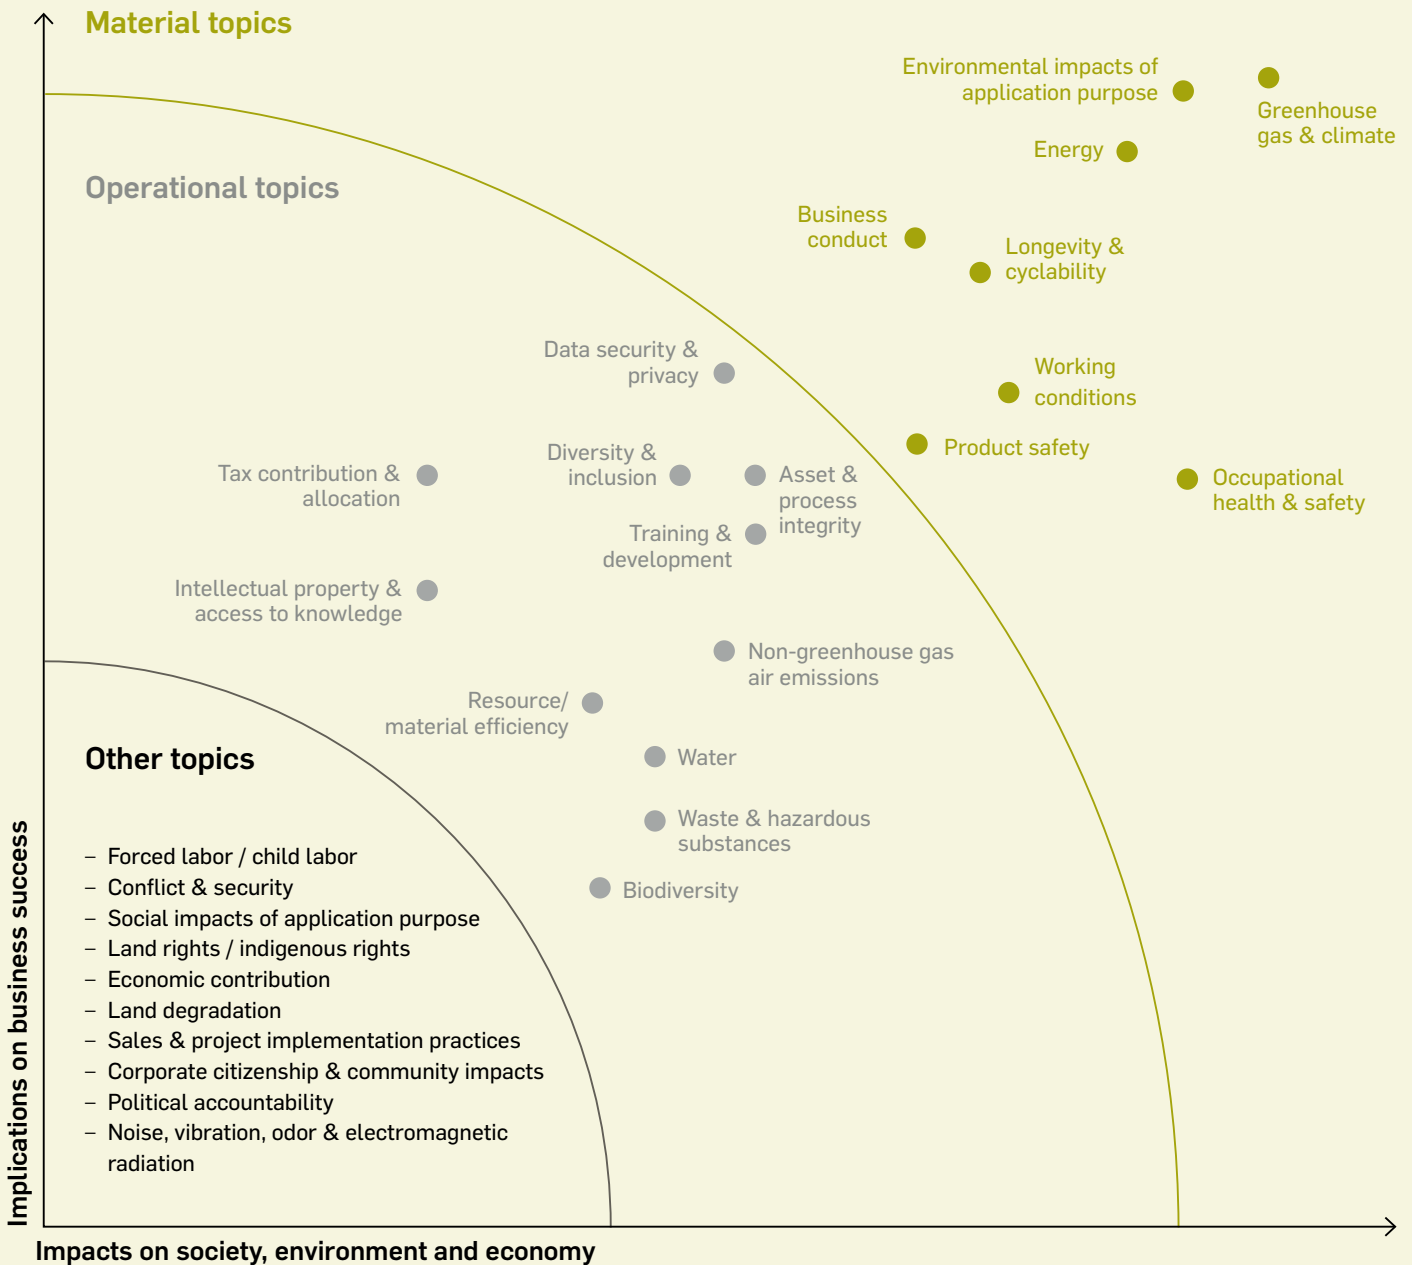 Material topics
Environmental impacts of
application purpose
Greenhouse
gas & climate
Energy
Operational topics
Business
conduct
Longevity &
cyclability
Data security &
privacy
Working
conditions
Product safety
Diversity &
inclusion
Tax contribution &
allocation
Asset &
process
integrity
Occupational
health & safety
Training &
development
Intellectual property &
access to knowledge
Non-greenhouse gas
air emissions
Resource/
material efficiency
Water
Other topics
Waste & hazardous
substances
Biodiversity
– Forced labor / child labor
– Conflict & security
– Social impacts of application purpose
– Land rights / indigenous rights
– Economic contribution
– Land degradation
– Sales & project implementation practices
– Corporate citizenship & community impacts
– Political accountability
– Noise, vibration, odor & electromagnetic
radiation
Implications on business success
Impacts on society, environment and economy